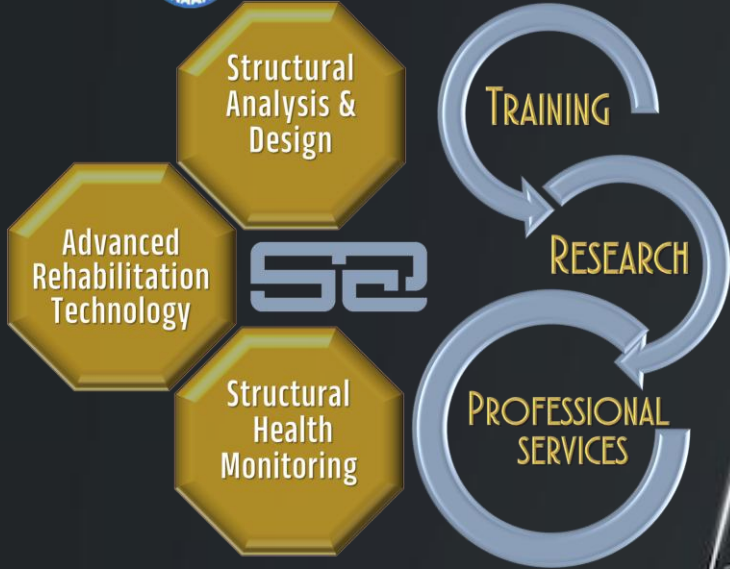 Structural
Analysis &
Design
Advanced
Rehabilitation
Technology
Structural
Health
Monitoring
TRAINING
RESEARCH
PROFESSIONAL
SERVICES